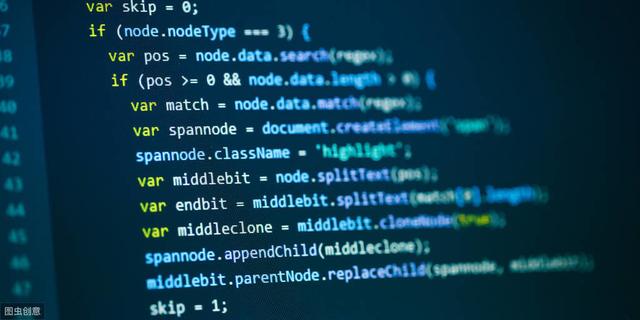 var skip = 0;
37 if (node.nodeType === 3) {
38 var pos = node.data.search(regex);
39 if (pos >= 0 && node.data.length > 0) {
40 var match = node.data.match(regex);
41 var spannode = document.createElement('span');
42 spannode.className = 'highlight';
43 var middlebit = node.splitText(pos);
44 var endbit = middlebit.splitText(match[0].length);
45 var middleclone = middlebit.cloneNode(true);
46 spannode.appendChild(middleclone);
47 middlebit.parentNode.replaceChild(spannode, middlebit);
skip = 1;
图虫创意